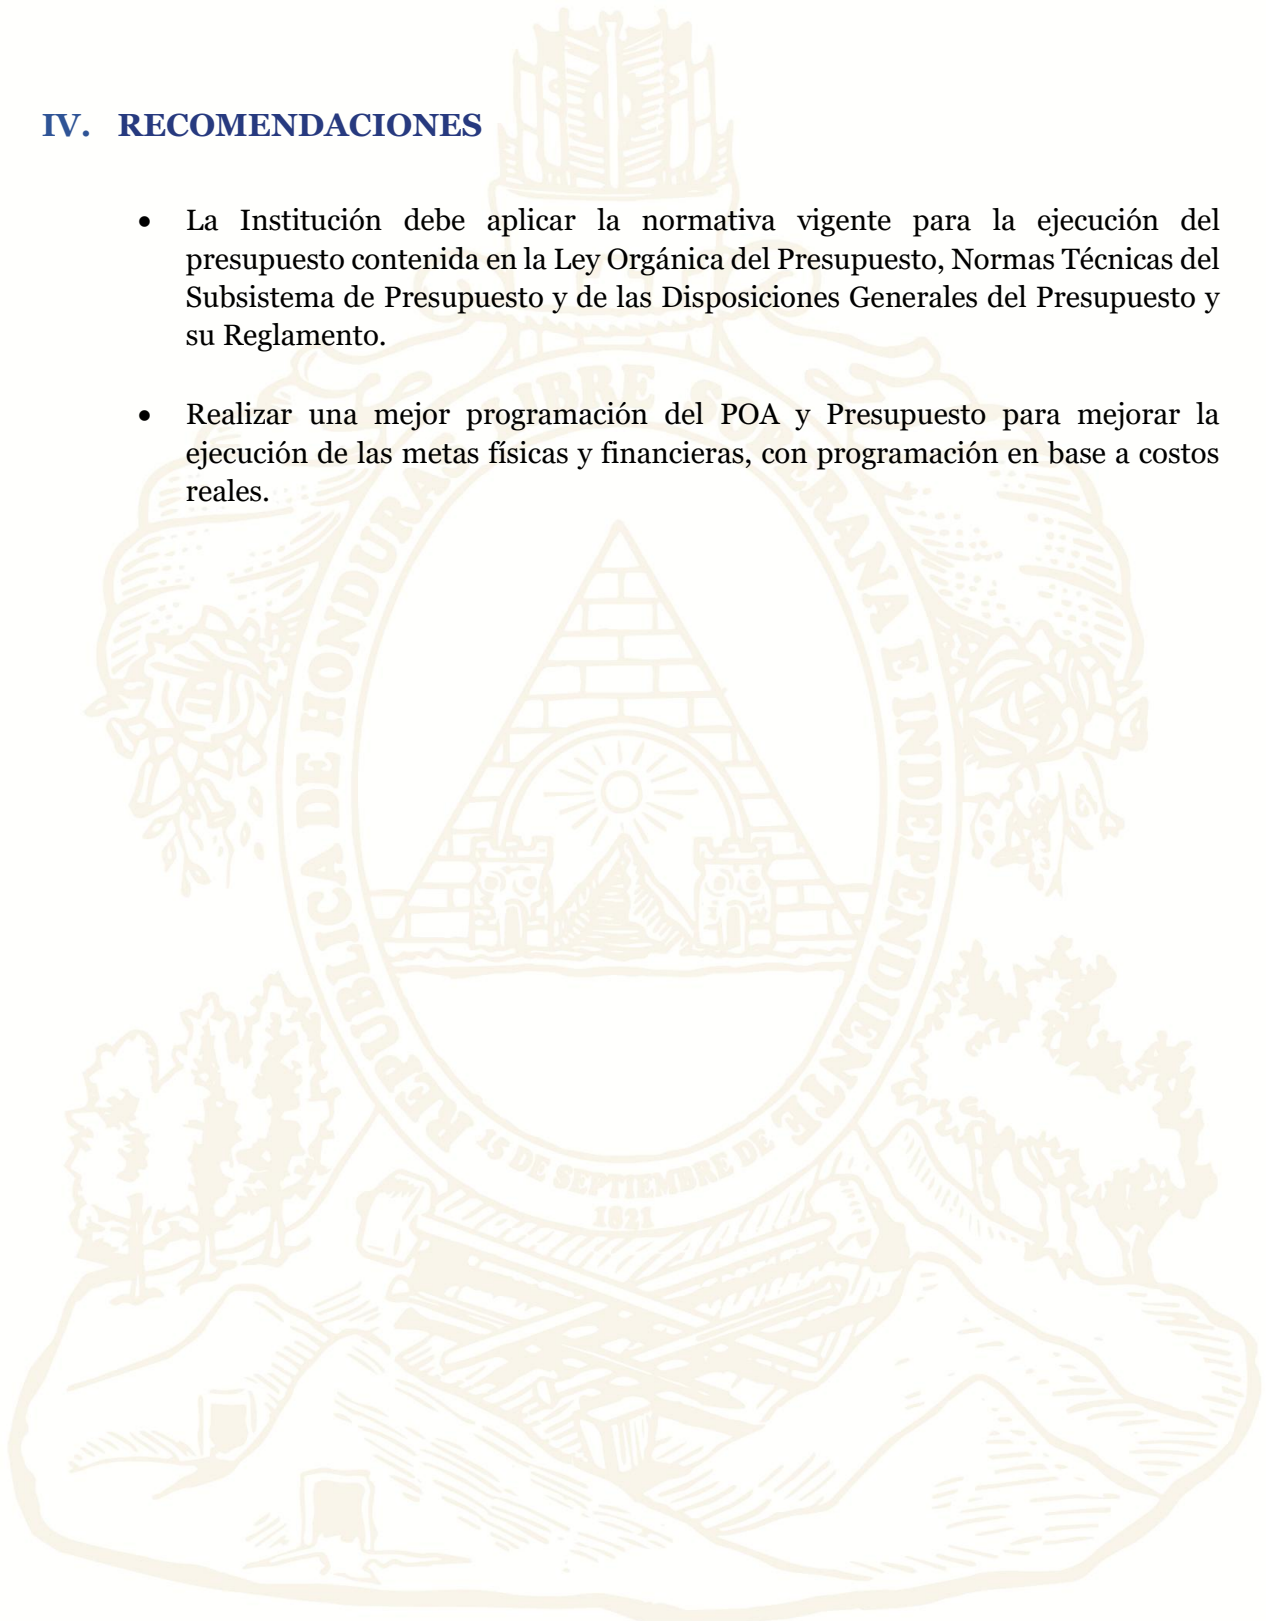 IV. RECOMENDACIONES
• La Institución debe aplicar la normativa vigente para la ejecución del
presupuesto contenida en la Ley Orgánica del Presupuesto, Normas Técnicas del
Subsistema de Presupuesto y de las Disposiciones Generales del Presupuesto y
su Reglamento.
• Realizar una mejor programación del POA y Presupuesto para mejorar la
ejecución de las metas físicas y financieras, con programación en base a costos
reales.
REPUBLICA DE HONDURAS LIBRE SOBERANA E INDEPENDIENTE
15 DE SEPTIEMBRE DE
1821